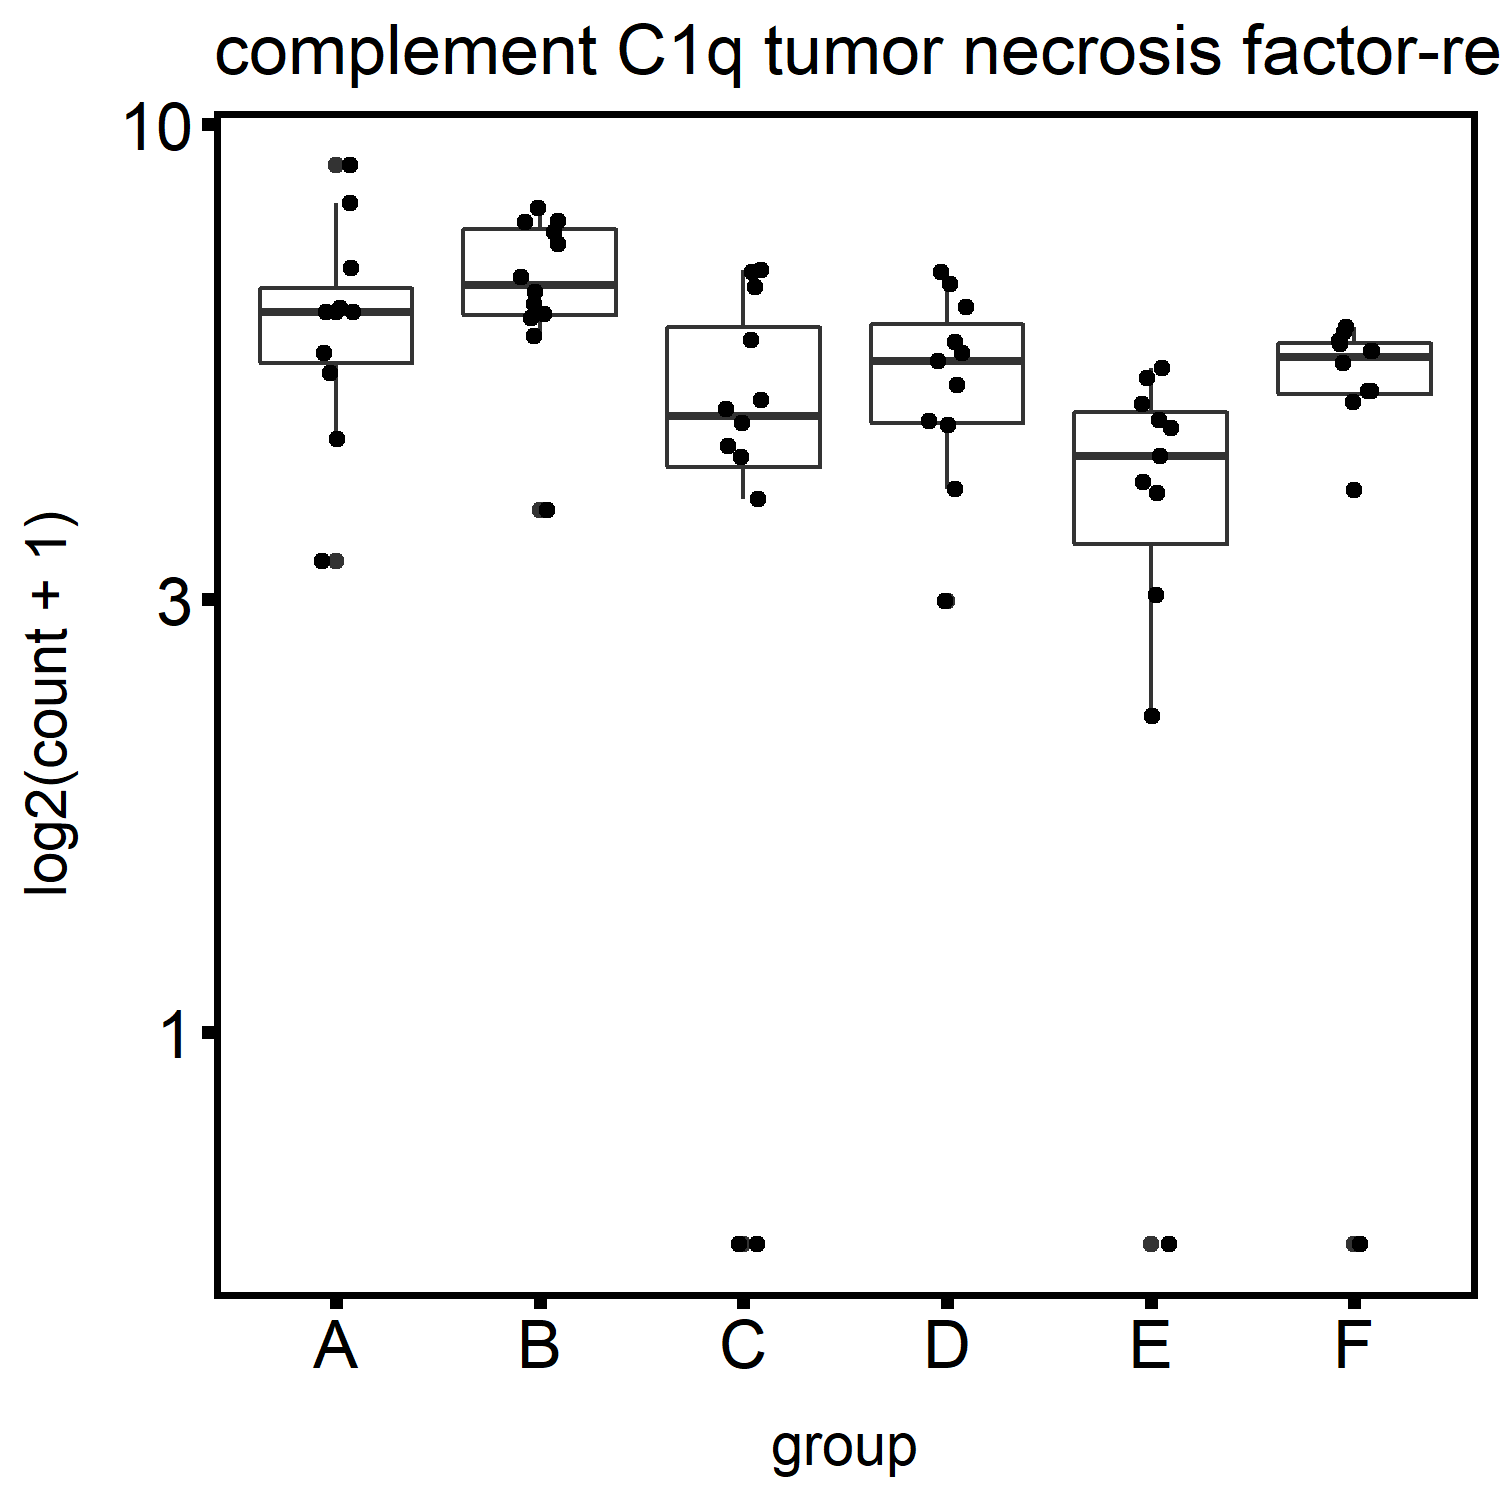 complement C1q tumor necrosis factor-re
10
3
1
log2(count + 1)
A B C D E F
group